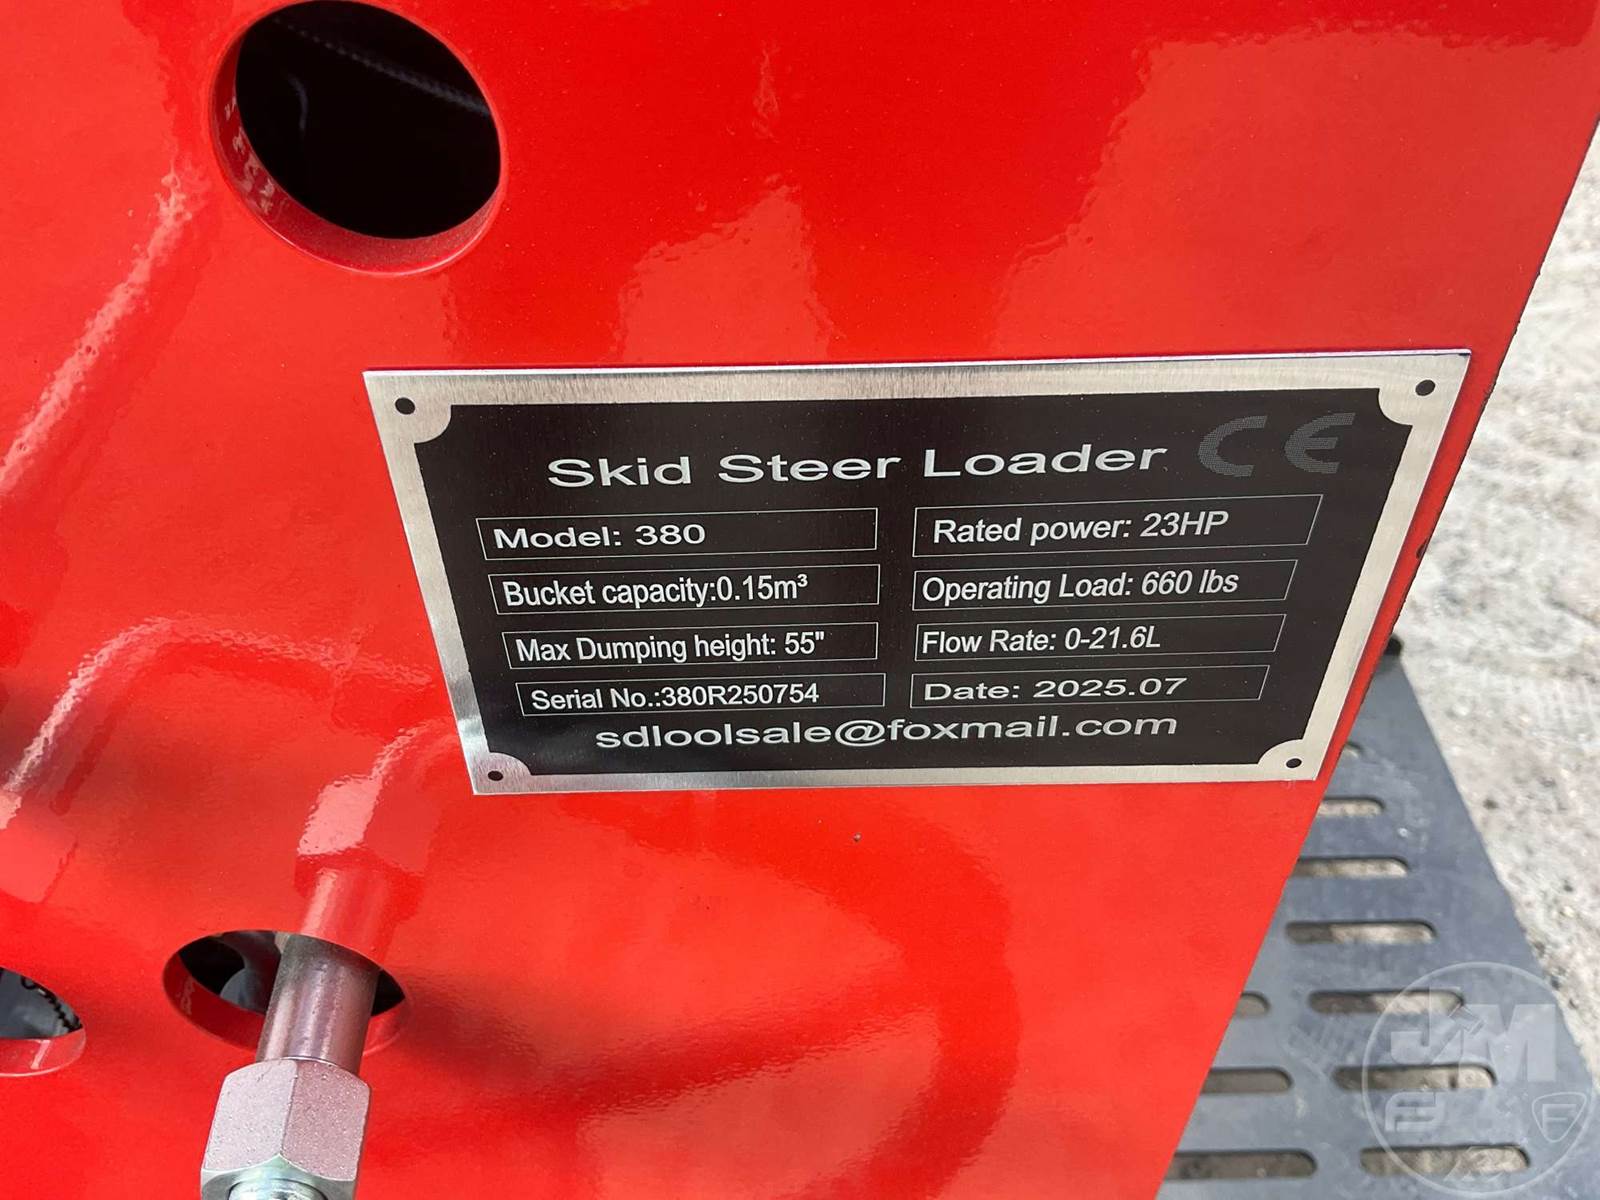 Skid Steer Loader CE
Model: 380
Rated power: 23HP
Bucket capacity:0.15m³
Operating Load: 660 lbs
Max Dumping height: 55"
Flow Rate: 0-21.6L
Serial No.:380R250754
Date: 2025.07
sdloolsale@foxmail.com
JM